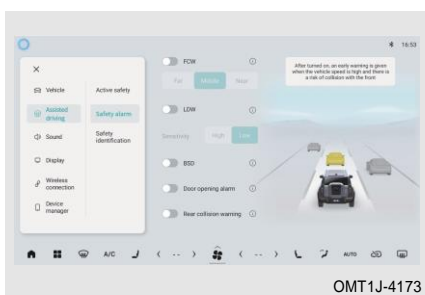 16:53
FCW
Far
Middle
Near
After turned on, an early warning is given
when the vehicle speed is high and there is
a risk of collision with the front
Vehicle
Assisted
driving
Sound
Display
Wireless
connection
Device
manager
Active safety
Safety alarm
Safety
identification
LDW
Sensitivity
High
Low
BSD
Door opening alarm
Rear collision warning
A/C
--
--
AUTO
OMT1J-4173